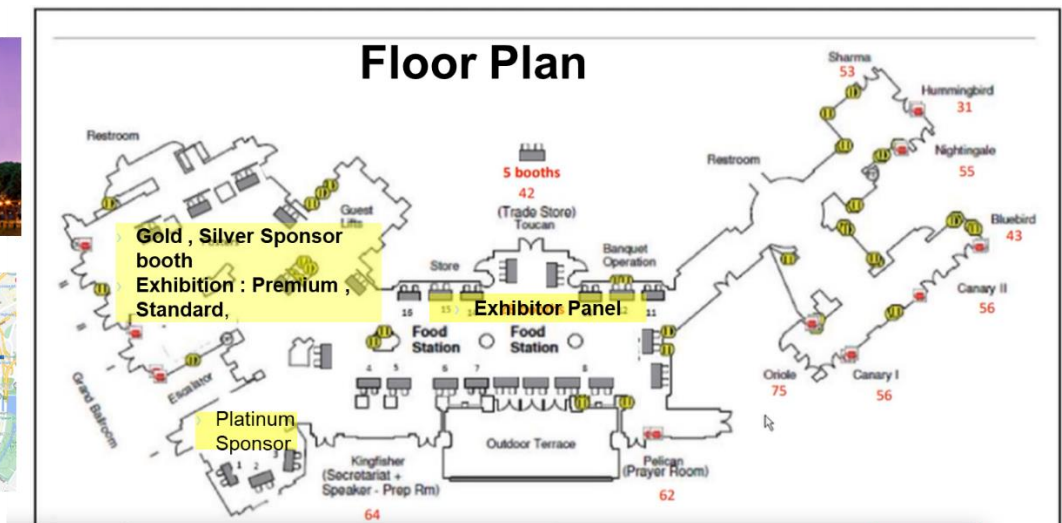 Floor Plan
Sharma
53
Hummingbird
31
Restroom
Restroom
Nightingale
55
5 booths
42
(Trade Store)
Toucan
Guest
Lifts
Bluebird
43
Gold , Silver Sponsor
booth
Exhibition : Premium ,
Standard,
Store
Banquet
Operation
Canary II
56
16 15
Exhibitor Panel
12 11
Food
Station
Food
Station
Grand Ballroom
Escalator
4 5 6 7 8
Oriole
75
Canary I
56
Platinum
Sponsor
1 2 3
Outdoor Terrace
Kingfisher
(Secretariat +
Speaker - Prep Rm)
64
Pelican
(Prayer Room)
62